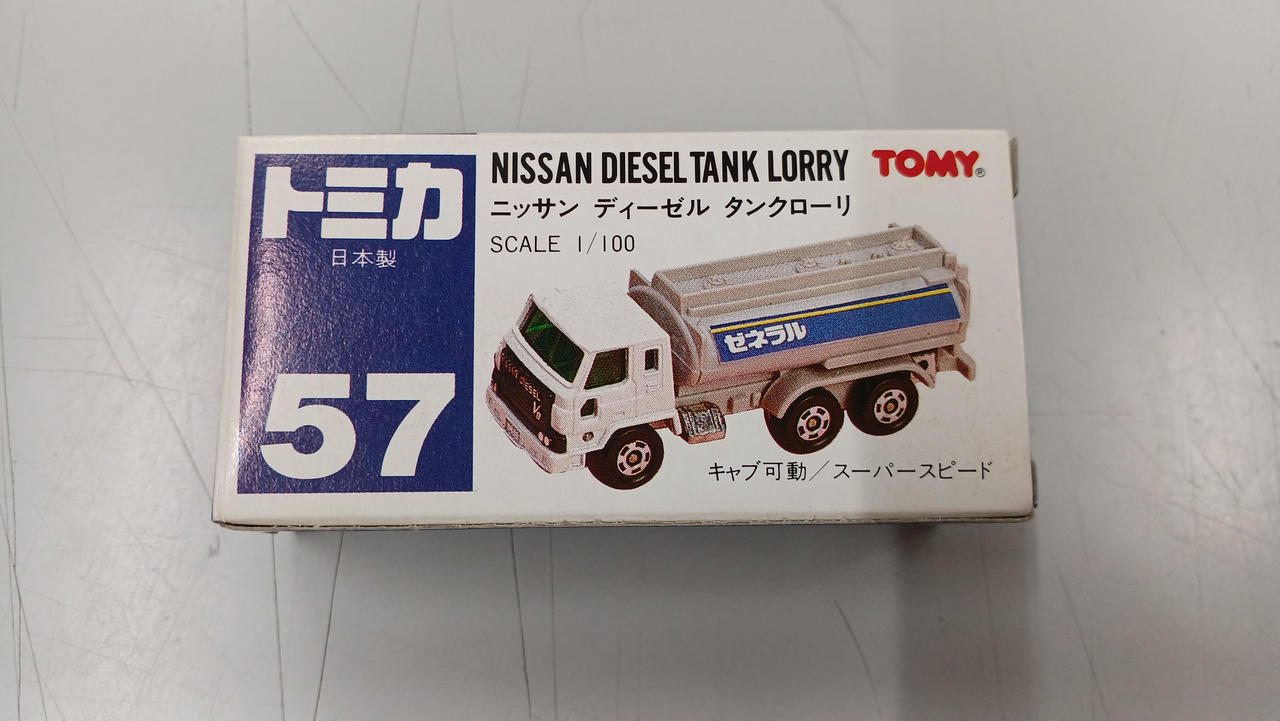 トミカ
日本製
57
NISSAN DIESEL TANK LORRY
TOMY®
ニッサン ディーゼル タンクローリ
SCALE 1/100
ゼネラル
DIESEL
V8
キャブ可動/スーパースピード